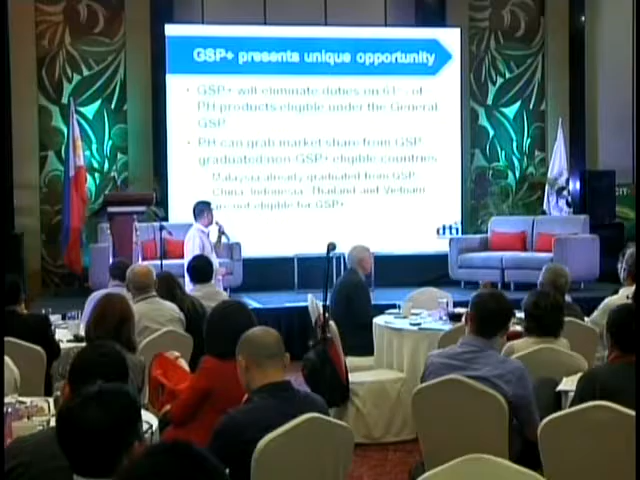 GSP+ presents unique opportunity
GSP+ will eliminate duties on 61% of
PH products eligible under the General
GSP
PH can grab market share from GSP
graduated non GSP+ eligible countries
Malaysia already graduated from GSP
China, Indonesia, Thailand and Vietnam
are not eligible for GSP+
dti